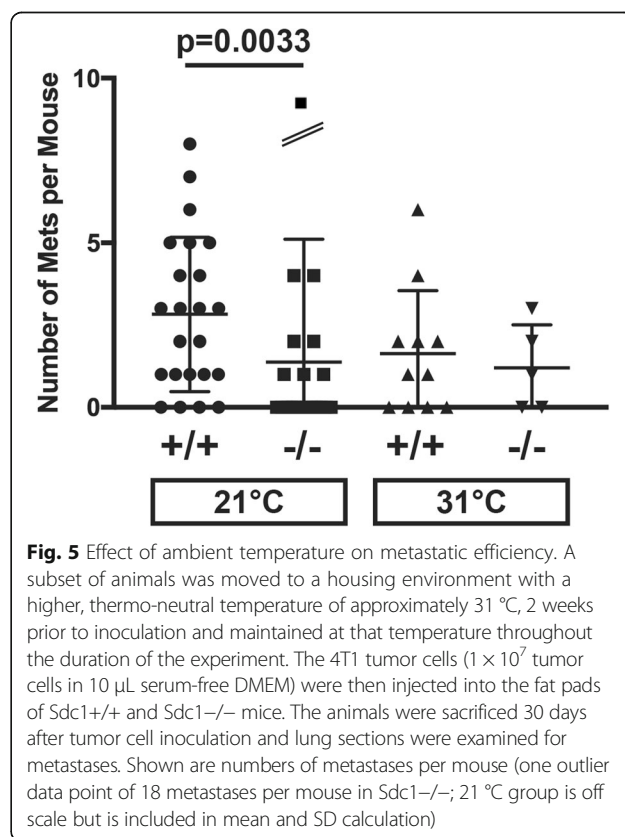 p=0.0033
Number of Mets per Mouse
10
5
0
+/+ -/- +/+ -/-
21°C 31°C
Fig. 5 Effect of ambient temperature on metastatic efficiency. A
subset of animals was moved to a housing environment with a
higher, thermo-neutral temperature of approximately 31 °C, 2 weeks
prior to inoculation and maintained at that temperature throughout
the duration of the experiment. The 4T1 tumor cells (1 × 10⁷ tumor
cells in 10 μL serum-free DMEM) were then injected into the fat pads
of Sdc1+/+ and Sdc1−/− mice. The animals were sacrificed 30 days
after tumor cell inoculation and lung sections were examined for
metastases. Shown are numbers of metastases per mouse (one outlier
data point of 18 metastases per mouse in Sdc1−/−; 21 °C group is off
scale but is included in mean and SD calculation)